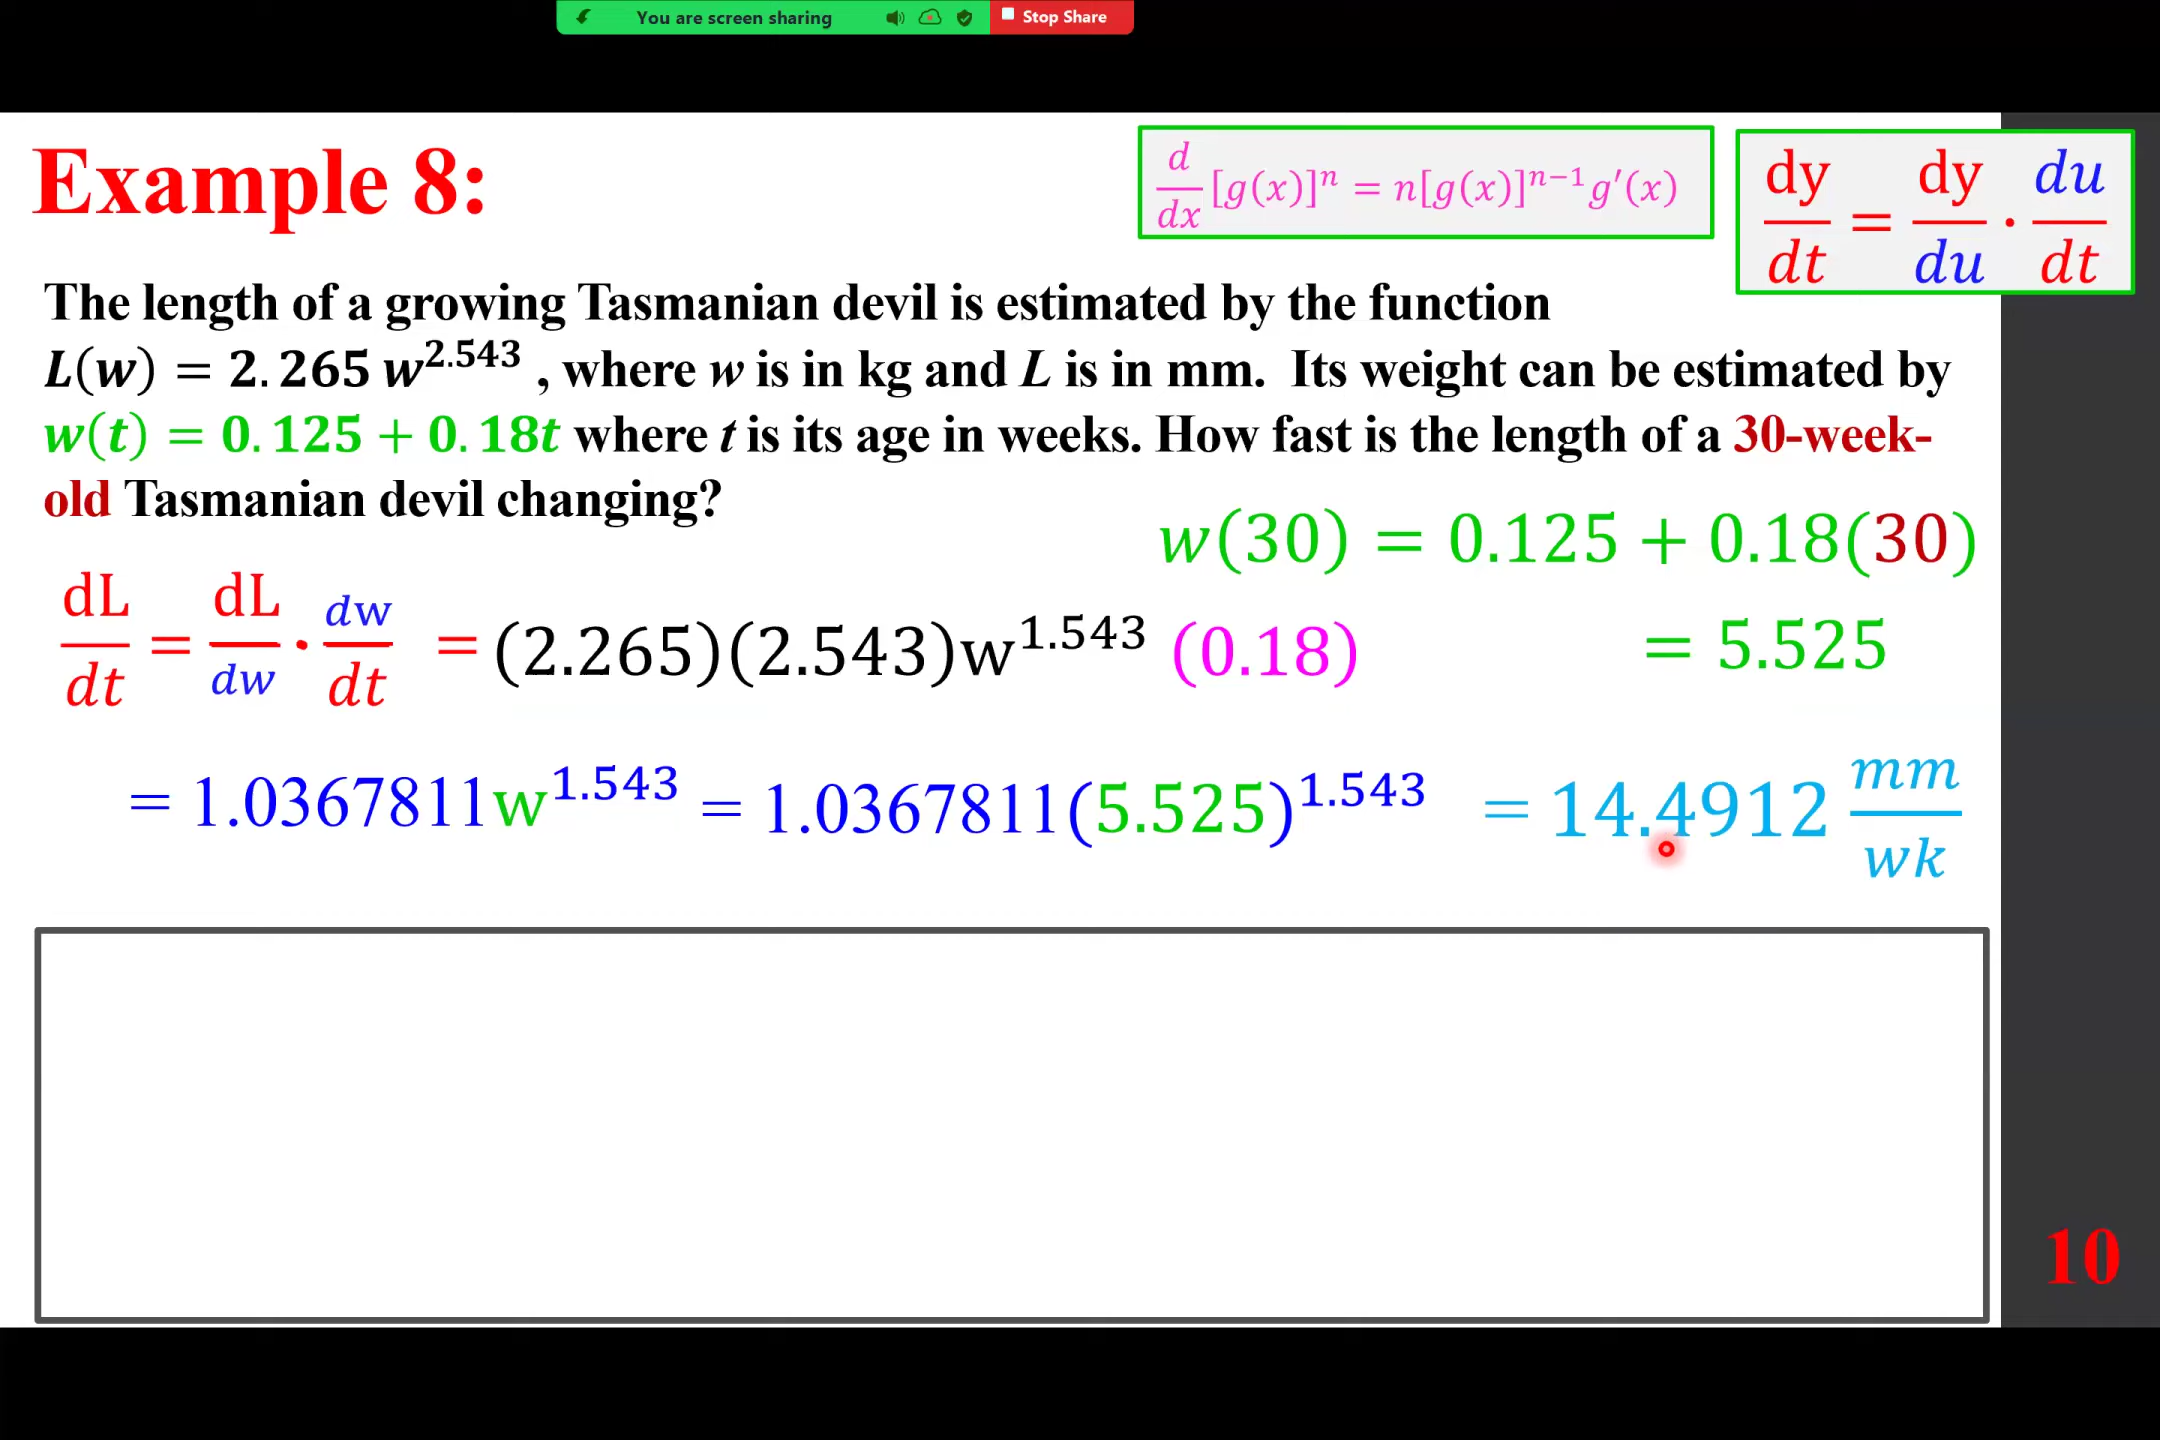 You are screen sharing Stop Share
Example 8:
d/dx [g(x)]ⁿ = n[g(x)]ⁿ⁻¹ g′(x)
dy/dt = dy/du · du/dt
The length of a growing Tasmanian devil is estimated by the function
L(w) = 2.265 w^2.543 , where w is in kg and L is in mm. Its weight can be estimated by
w(t) = 0.125 + 0.18t where t is its age in weeks. How fast is the length of a 30-week-
old Tasmanian devil changing?
w(30) = 0.125 + 0.18(30)
= 5.525
dL/dt = dL/dw · dw/dt = (2.265)(2.543)w^1.543 (0.18)
= 1.0367811w^1.543 = 1.0367811(5.525)^1.543 = 14.4912 mm/wk
10